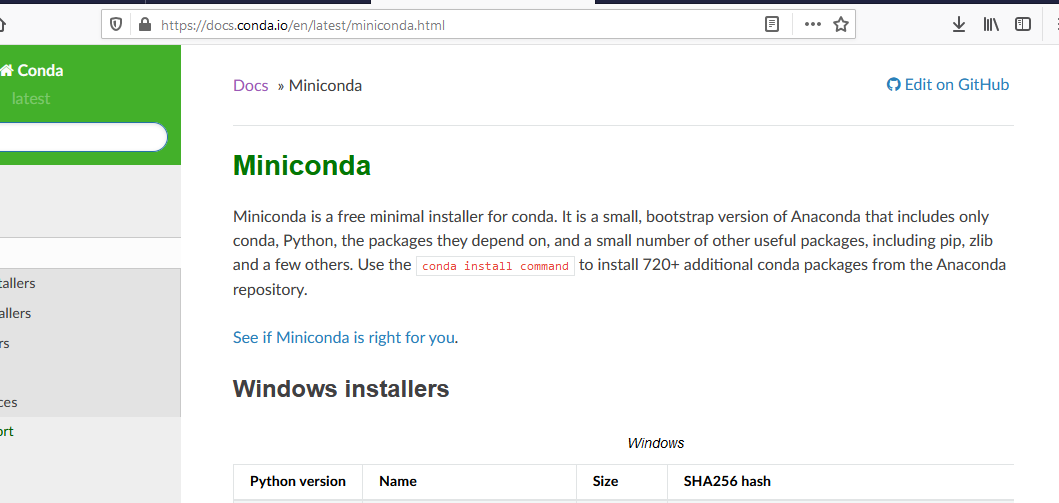 https://docs.conda.io/en/latest/miniconda.html
Conda
latest
tallers
allers
rs
ces
ort
Docs » Miniconda
Edit on GitHub
Miniconda
Miniconda is a free minimal installer for conda. It is a small, bootstrap version of Anaconda that includes only
conda, Python, the packages they depend on, and a small number of other useful packages, including pip, zlib
and a few others. Use the conda install command to install 720+ additional conda packages from the Anaconda
repository.
See if Miniconda is right for you.
Windows installers
Windows
Python version Name Size SHA256 hash